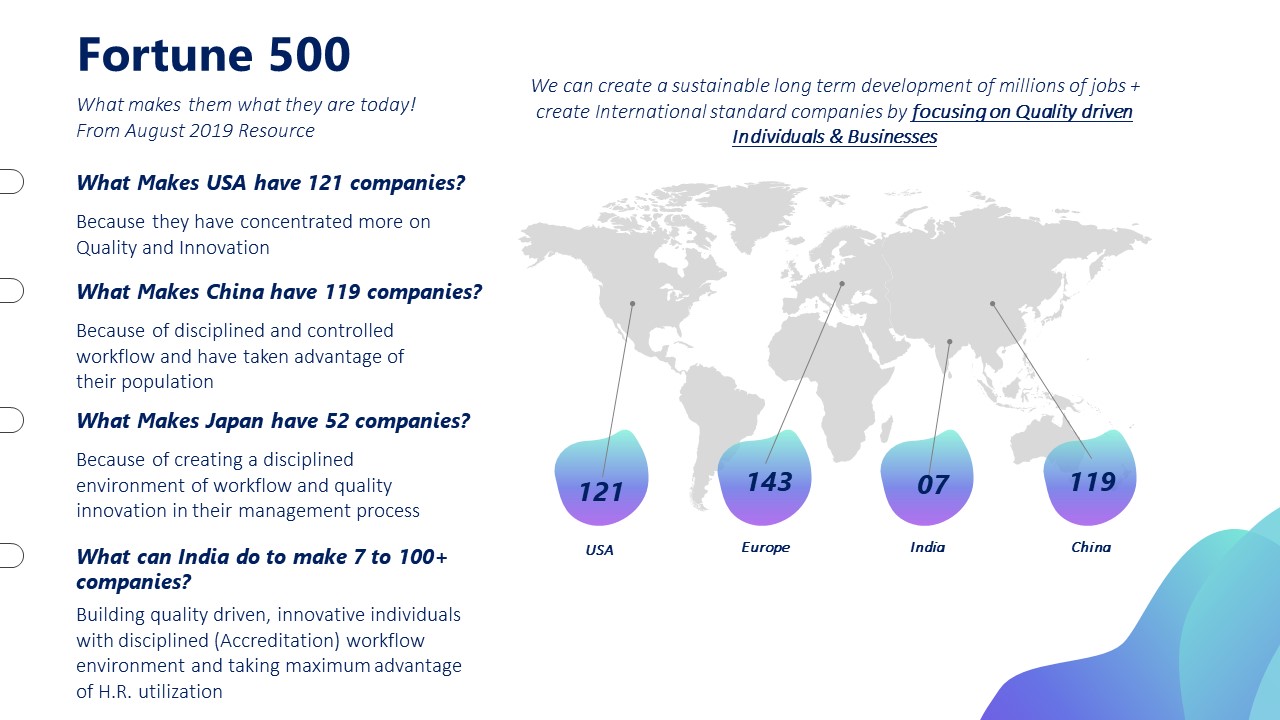 Fortune 500
What makes them what they are today!
From August 2019 Resource
We can create a sustainable long term development of millions of jobs +
create International standard companies by focusing on Quality driven
Individuals & Businesses
What Makes USA have 121 companies?
Because they have concentrated more on
Quality and Innovation
What Makes China have 119 companies?
Because of disciplined and controlled
workflow and have taken advantage of
their population
What Makes Japan have 52 companies?
Because of creating a disciplined
environment of workflow and quality
innovation in their management process
What can India do to make 7 to 100+
companies?
Building quality driven, innovative individuals
with disciplined (Accreditation) workflow
environment and taking maximum advantage
of H.R. utilization
121
143
07
119
USA
Europe
India
China